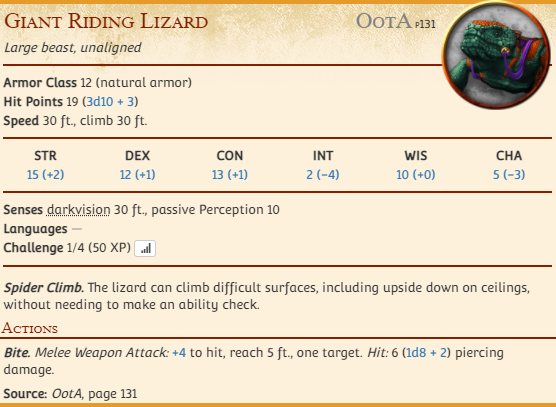 Giant Riding Lizard OotA p131
Large beast, unaligned
Armor Class 12 (natural armor)
Hit Points 19 (3d10 + 3)
Speed 30 ft., climb 30 ft.
STR DEX CON INT WIS CHA
15 (+2) 12 (+1) 13 (+1) 2 (−4) 10 (+0) 5 (−3)
Senses darkvision 30 ft., passive Perception 10
Languages —
Challenge 1/4 (50 XP)
Spider Climb. The lizard can climb difficult surfaces, including upside down on ceilings,
without needing to make an ability check.
Actions
Bite. Melee Weapon Attack: +4 to hit, reach 5 ft., one target. Hit: 6 (1d8 + 2) piercing
damage.
Source: OotA, page 131